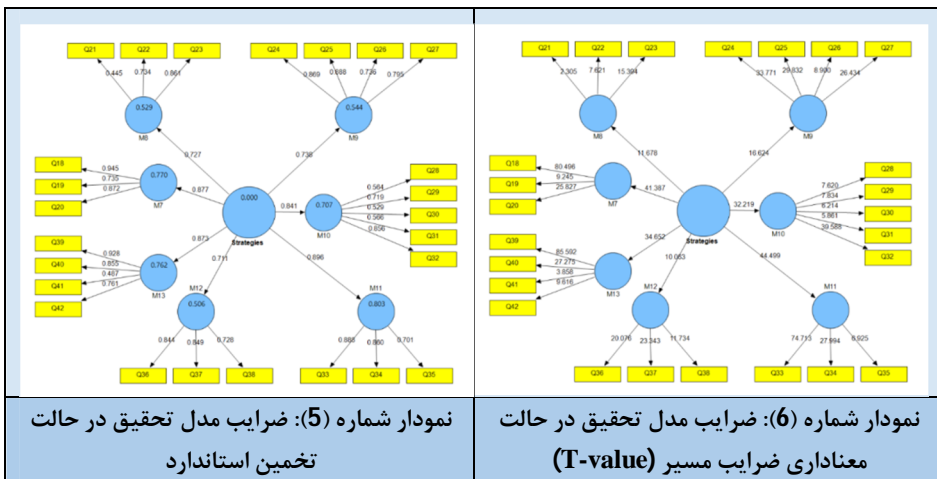 Q21 Q22 Q23
Q24 Q25 Q26 Q27
0.445 0.734 0.861
0.869 0.888 0.736 0.795
0.529
M8
0.544
M9
0.727
0.738
Q18
Q19
Q20
0.945
0.735
0.872
0.770
M7
0.877
0.000
Strategies
0.841
0.707
M10
0.564
0.719
0.529
0.566
0.856
Q28
Q29
Q30
Q31
Q32
Q39
Q40
Q41
Q42
0.928
0.855
0.487
0.761
0.762
M13
0.873
0.711
0.896
M12
0.506
M11
0.803
0.844 0.849 0.728
0.860 0.701
Q36 Q37 Q38
Q33 Q34 Q35
Q21 Q22 Q23
Q24 Q25 Q26 Q27
2.305 7.621 15.394
33.771 29.832 8.900 26.434
M8
M9
11.678
16.624
Q18
Q19
Q20
80.496
9.245
25.827
M7
41.387
Strategies
32.219
M10
7.620
7.834
6.214
5.861
39.588
Q28
Q29
Q30
Q31
Q32
Q39
Q40
Q41
Q42
85.592
27.275
3.858
9.616
M13
34.652
44.499
M12
M11
20.076 23.343 11.734
74.713 27.994 6.925
Q36 Q37 Q38
Q33 Q34 Q35
نمودار شماره (6): ضرایب مدل تحقیق در حالت
معناداری ضرایب مسیر (T-value)
نمودار شماره (5): ضرایب مدل تحقیق در حالت
تخمین استاندارد